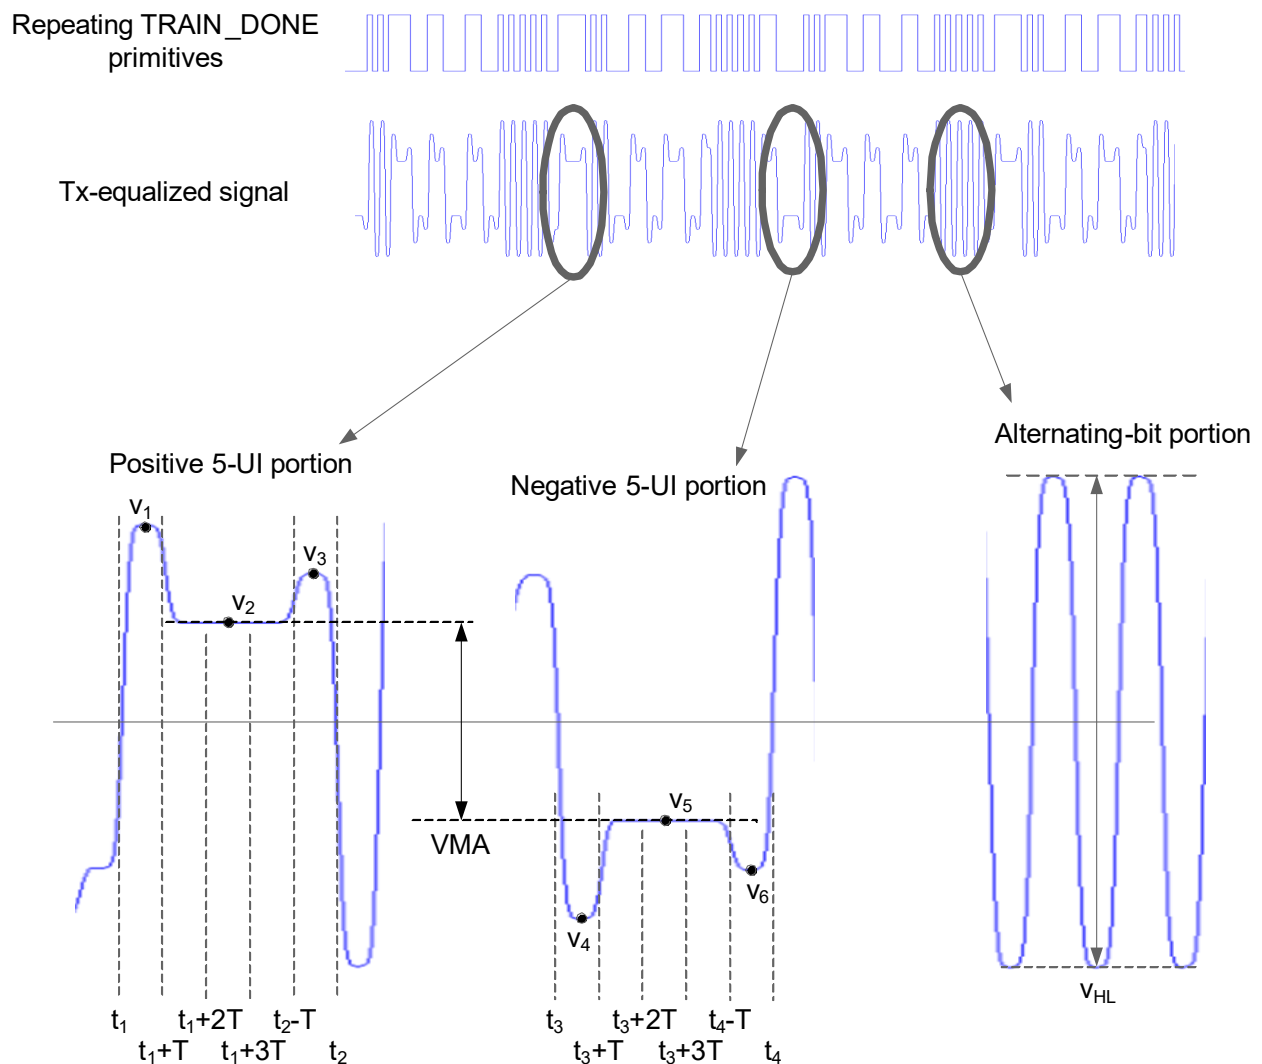 Repeating TRAIN_DONE
primitives
Tx-equalized signal
Alternating-bit portion
Positive 5-UI portion
Negative 5-UI portion
v1
v3
v2
v5
VMA
v6
v4
vHL
t1 t1+2T t2-T t3 t3+2T t4-T
t1+T t1+3T t2 t3+T t3+3T t4